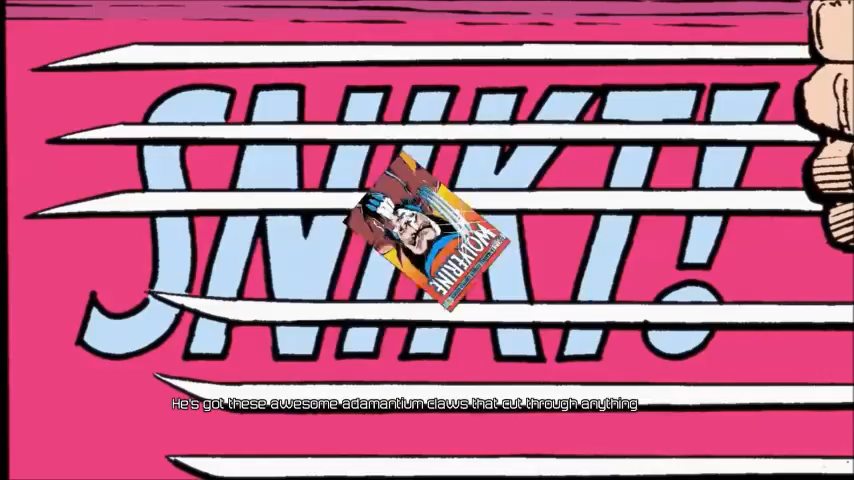 SNIKT!
WOLVERINE
He's got these awesome adamantium claws that cut through anything